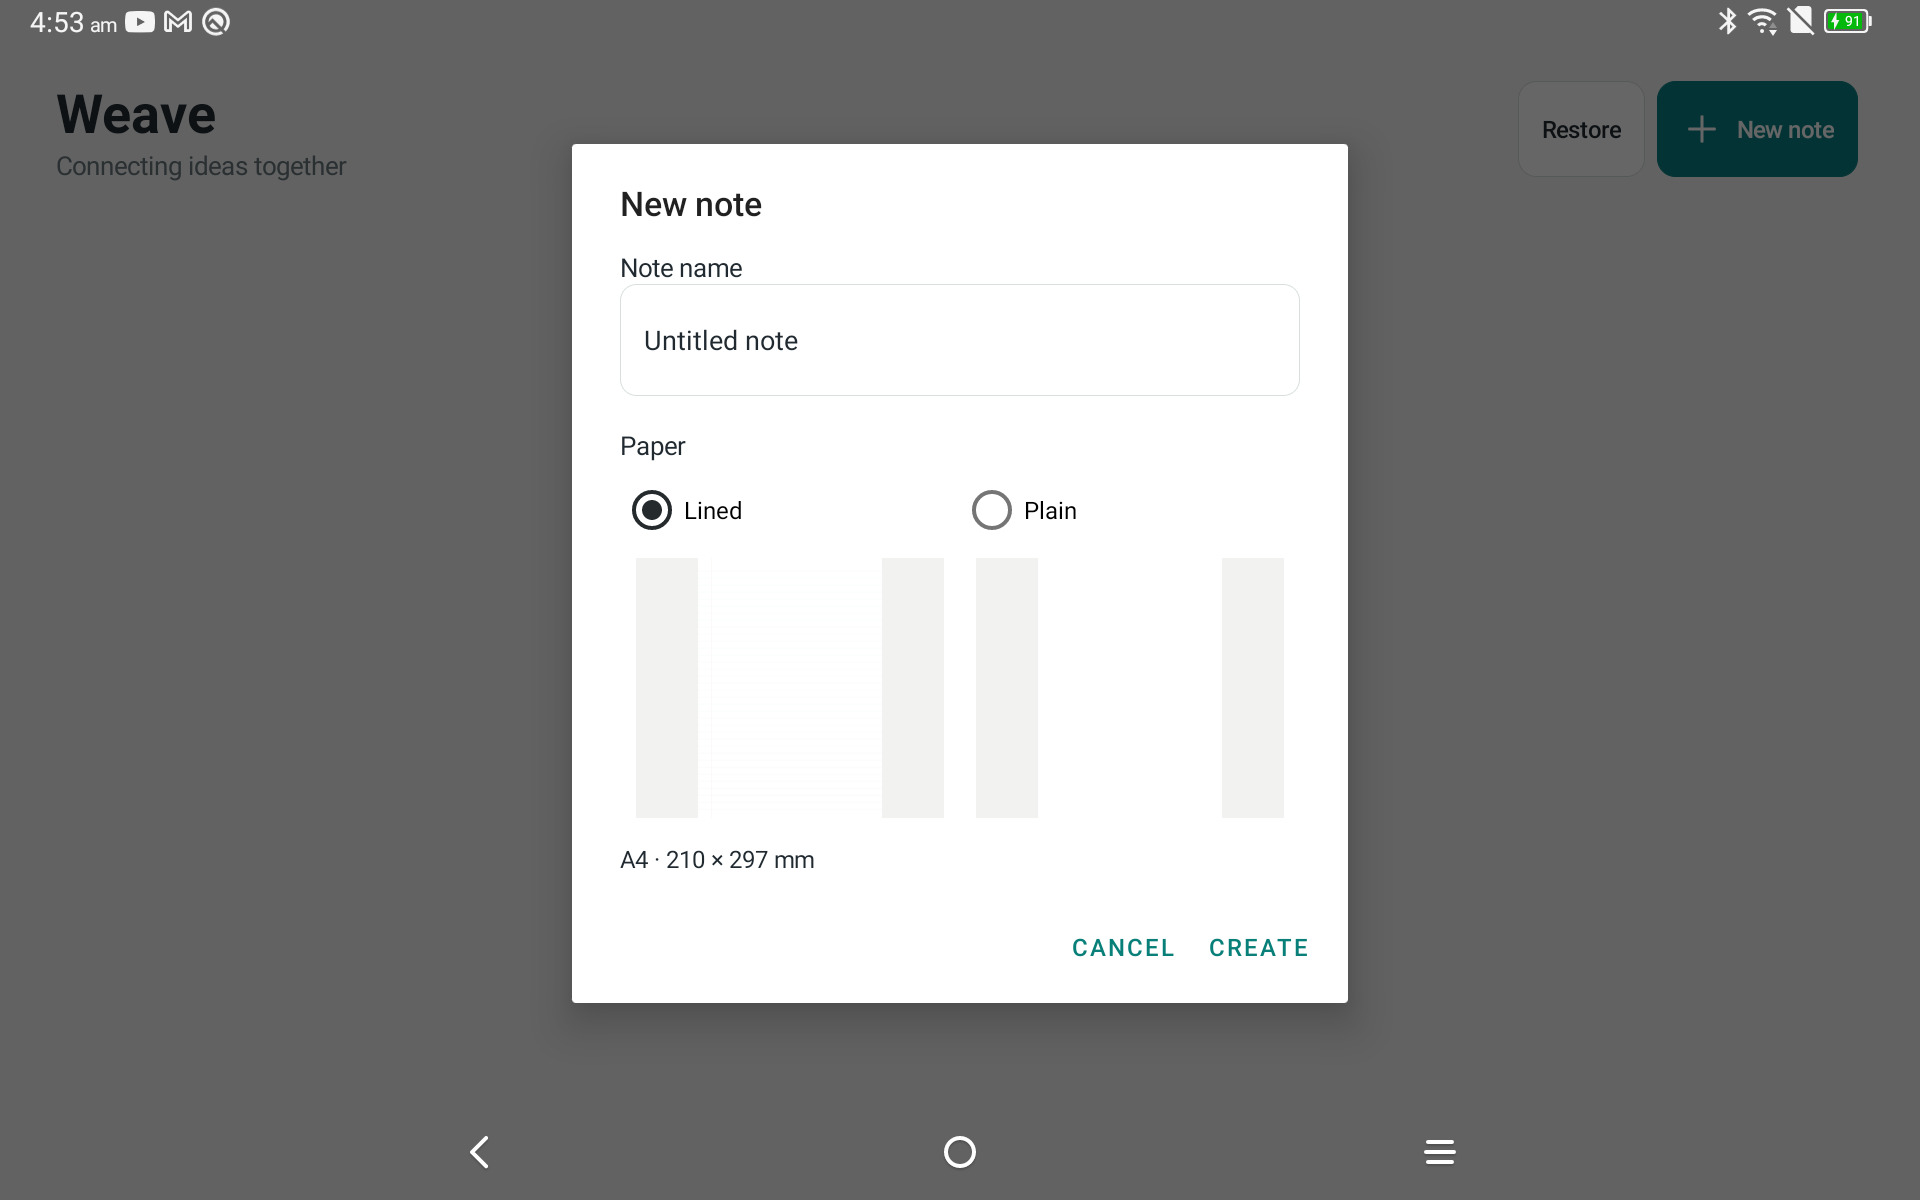 4:53 am
91
Weave
Connecting ideas together
Restore
New note
New note
Note name
Untitled note
Paper
Lined
Plain
A4 · 210 × 297 mm
CANCEL
CREATE